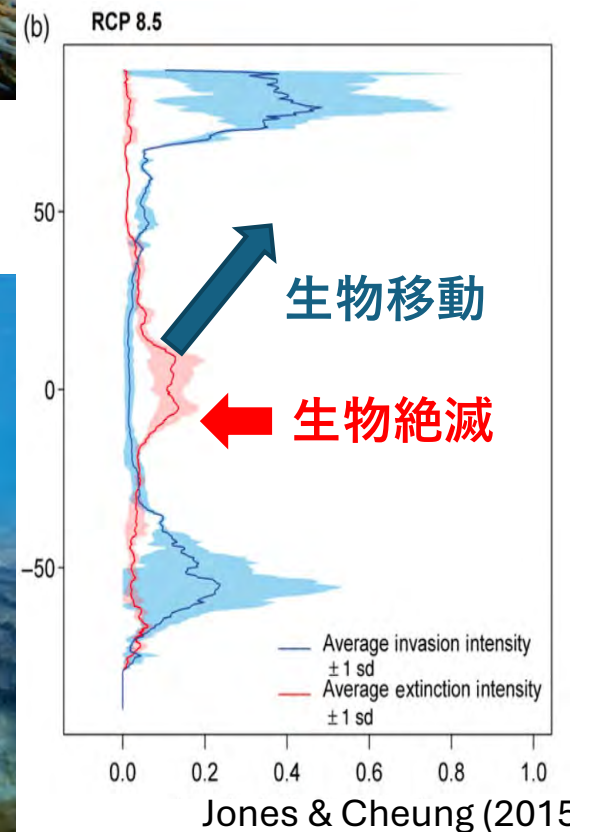 (b) RCP 8.5
50
0
−50
生物移動
生物絶滅
Average invasion intensity
± 1 sd
Average extinction intensity
± 1 sd
0.0 0.2 0.4 0.6 0.8 1.0
Jones & Cheung (2015